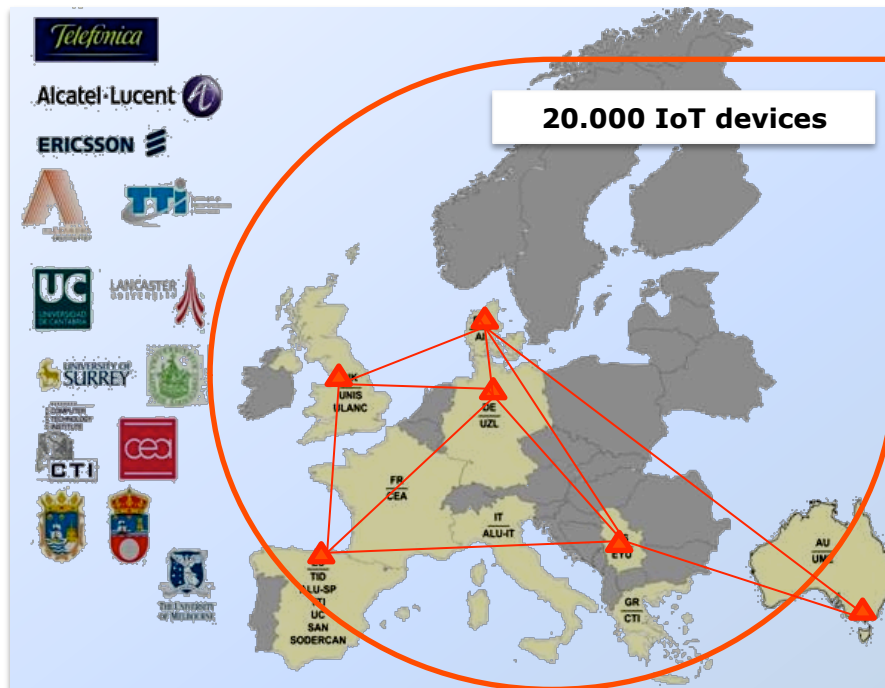 Telefónica
Alcatel·Lucent
ERICSSON
20.000 IoT devices
TTI
UC
UNIVERSIDAD
DE CANTABRIA
LANCASTER
UNIVERSITY
UNIVERSITY OF
SURREY
COMPUTER
TECHNOLOGY
INSTITUTE
CTI
cea
THE UNIVERSITY
OF MELBOURNE
UNIS
ULANC
DE
UZL
FR
CEA
IT
ALU-IT
TID
ALU-SP
UC
SAN
SODERCAN
GR
CTI
AU